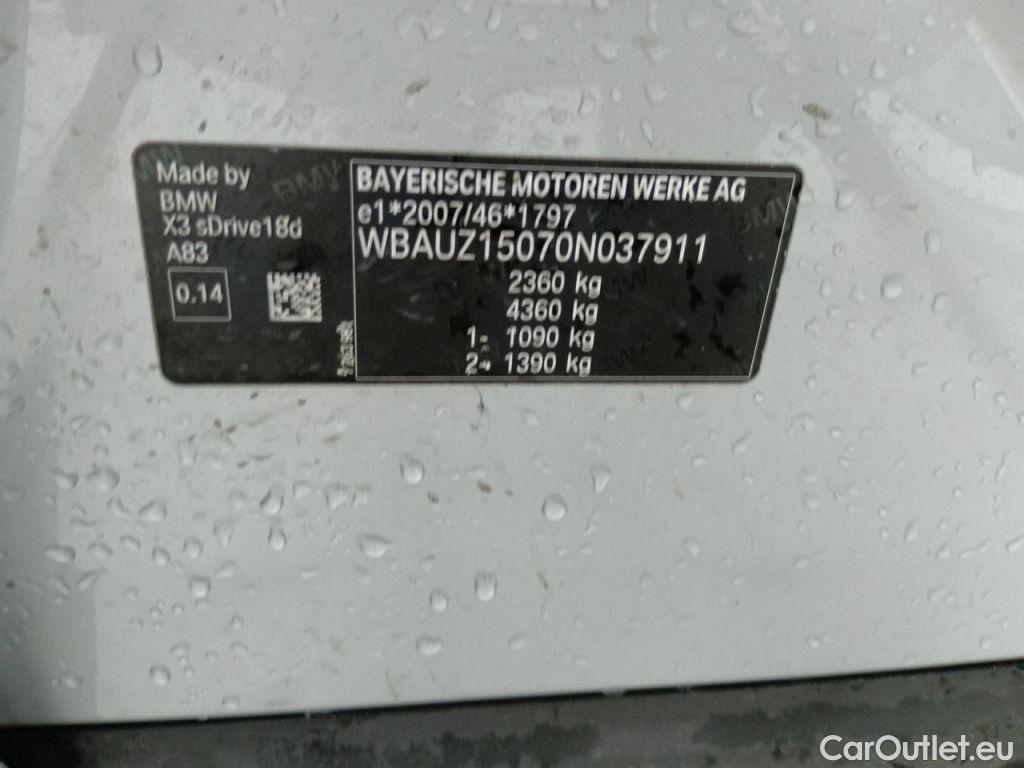 Made by
BMW
X3 sDrive18d
A83
0.14
BAYERISCHE MOTOREN WERKE AG
e1*2007/46*1797
WBAUZ15070N037911
2360 kg
4360 kg
1- 1090 kg
2- 1390 kg
CarOutlet.eu